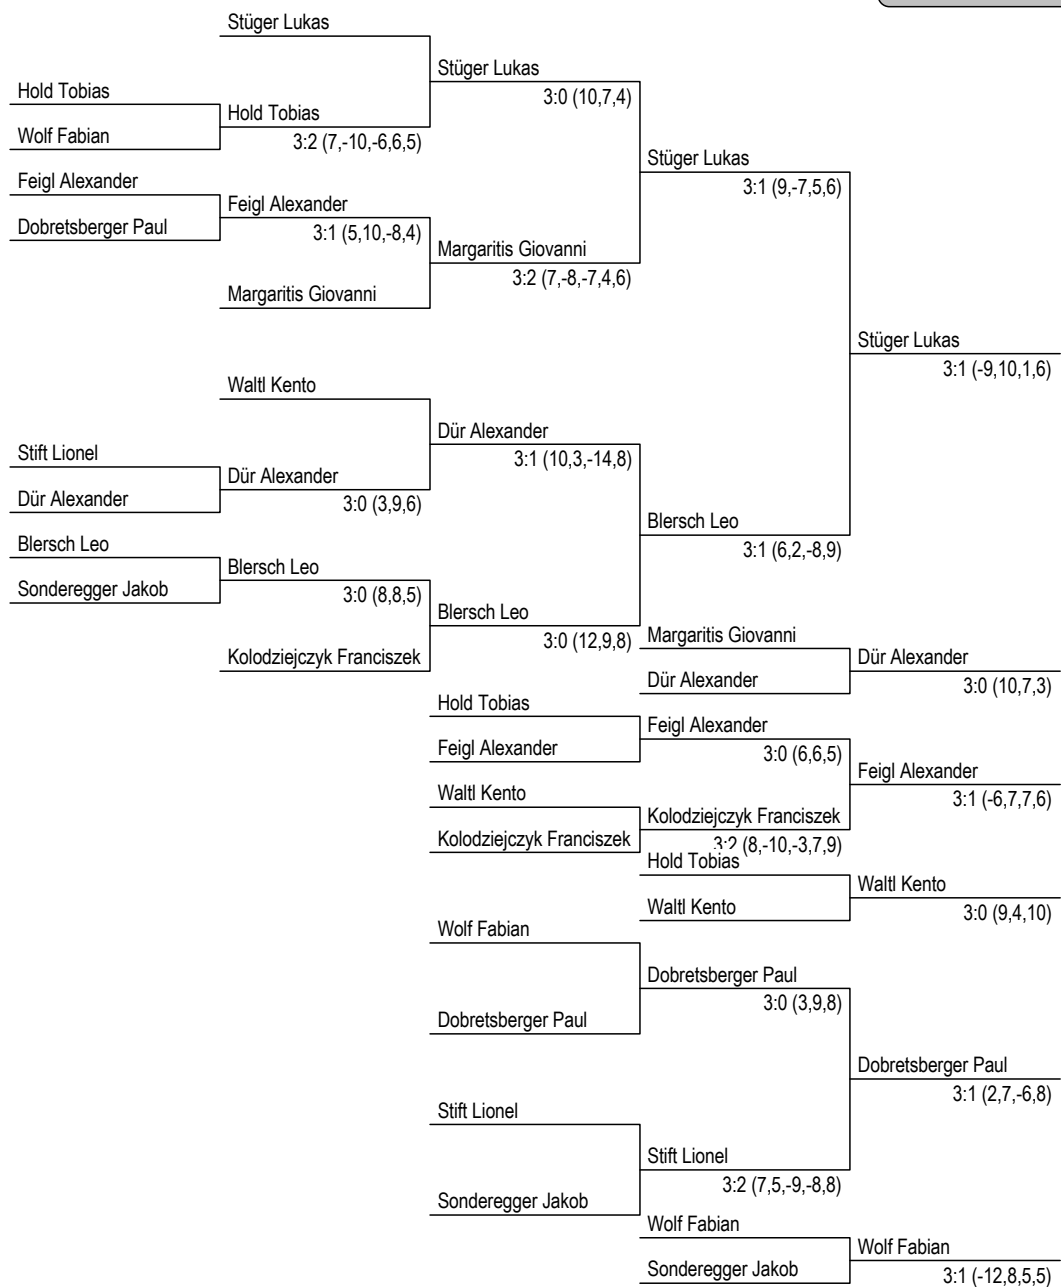 Stüger Lukas
Stüger Lukas
Hold Tobias
3:0 (10,7,4)
Hold Tobias
Wolf Fabian
3:2 (7,-10,-6,6,5)
Stüger Lukas
Feigl Alexander
3:1 (9,-7,5,6)
Feigl Alexander
Dobretsberger Paul
3:1 (5,10,-8,4)
Margaritis Giovanni
3:2 (7,-8,-7,4,6)
Margaritis Giovanni
Stüger Lukas
3:1 (-9,10,1,6)
Waltl Kento
Dür Alexander
Stift Lionel
3:1 (10,3,-14,8)
Dür Alexander
Dür Alexander
3:0 (3,9,6)
Blersch Leo
Blersch Leo
3:1 (6,2,-8,9)
Blersch Leo
Sonderegger Jakob
3:0 (8,8,5)
Blersch Leo
3:0 (12,9,8)
Margaritis Giovanni
Kolodziejczyk Franciszek
Dür Alexander
Dür Alexander
3:0 (10,7,3)
Hold Tobias
Feigl Alexander
Feigl Alexander
3:0 (6,6,5)
Feigl Alexander
Waltl Kento
3:1 (-6,7,7,6)
Kolodziejczyk Franciszek
Kolodziejczyk Franciszek
3:2 (8,-10,-3,7,9)
Hold Tobias
Waltl Kento
Waltl Kento
3:0 (9,4,10)
Wolf Fabian
Dobretsberger Paul
3:0 (3,9,8)
Dobretsberger Paul
Dobretsberger Paul
3:1 (2,7,-6,8)
Stift Lionel
Stift Lionel
3:2 (7,5,-9,-8,8)
Sonderegger Jakob
Wolf Fabian
Wolf Fabian
Sonderegger Jakob
3:1 (-12,8,5,5)